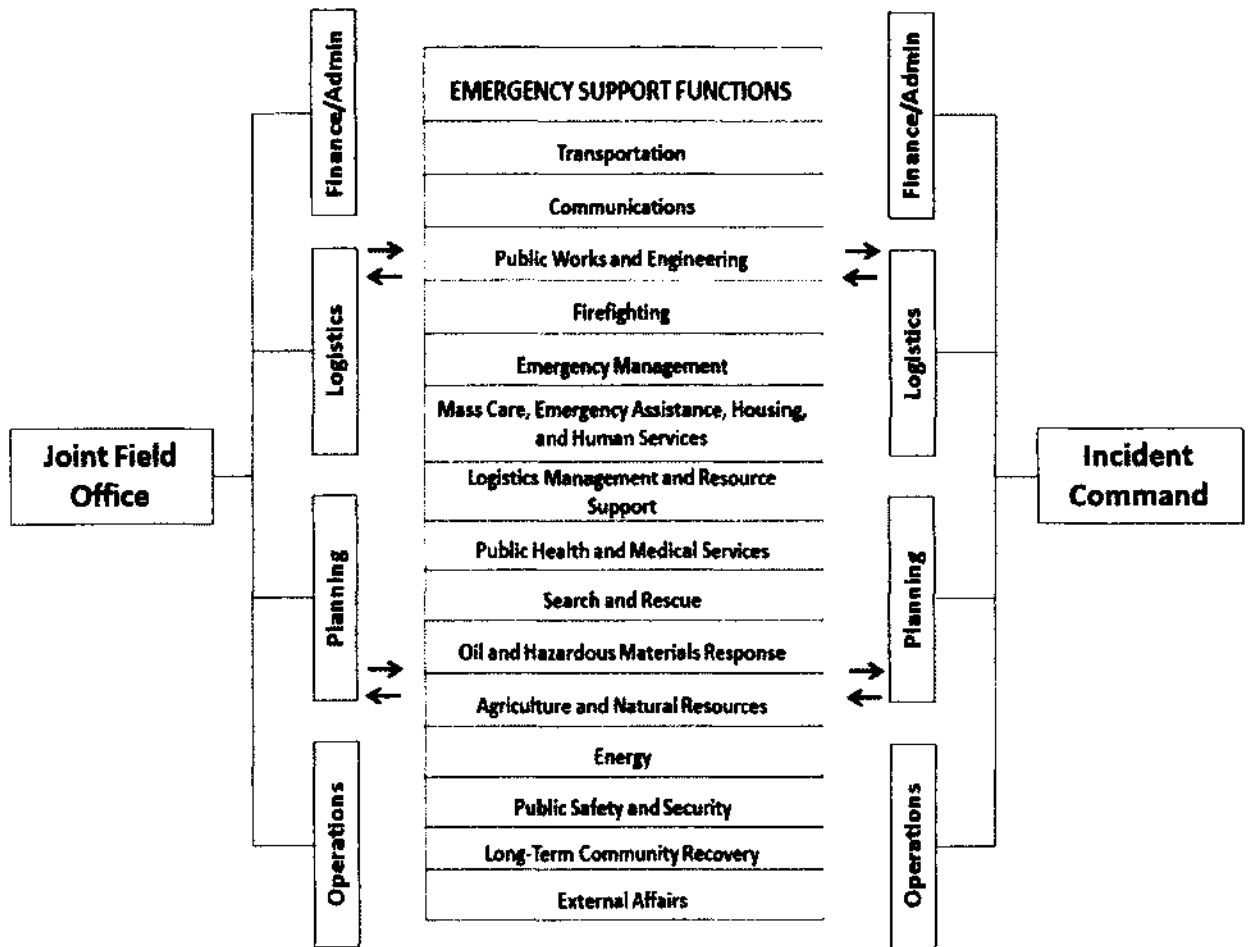 Joint Field
Office
Finance/Admin
Logistics
Planning
Operations
EMERGENCY SUPPORT FUNCTIONS
Transportation
Communications
Public Works and Engineering
Firefighting
Emergency Management
Mass Care, Emergency Assistance, Housing,
and Human Services
Logistics Management and Resource
Support
Public Health and Medical Services
Search and Rescue
Oil and Hazardous Materials Response
Agriculture and Natural Resources
Energy
Public Safety and Security
Long-Term Community Recovery
External Affairs
Finance/Admin
Logistics
Planning
Operations
Incident
Command